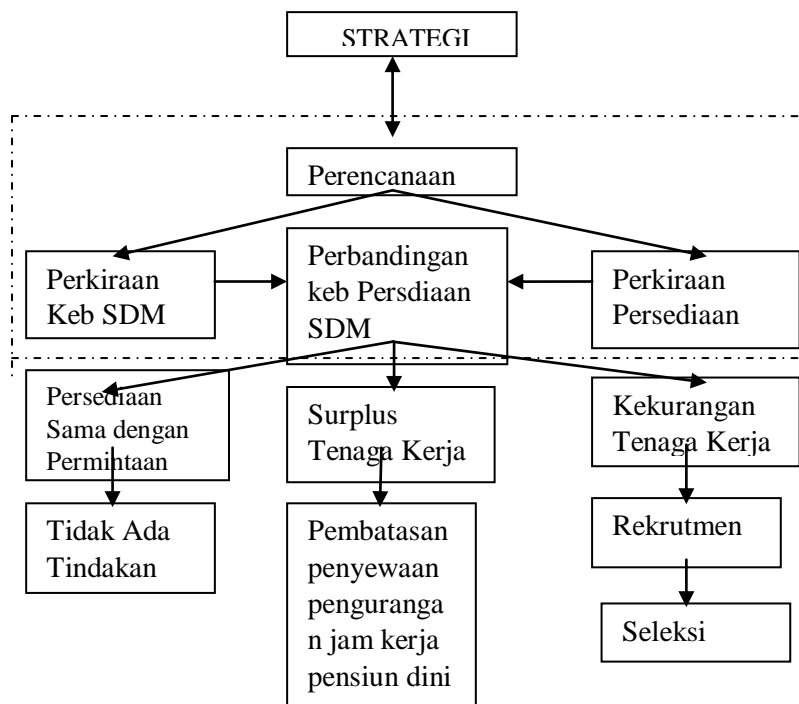 STRATEGI
Perencanaan
Perkiraan
Keb SDM
Perbandingan
keb Persdiaan
SDM
Perkiraan
Persediaan
Persediaan
Sama dengan
Permintaan
Surplus
Tenaga Kerja
Kekurangan
Tenaga Kerja
Tidak Ada
Tindakan
Pembatasan
penyewaan
penguranga
n jam kerja
pensiun dini
Rekrutmen
Seleksi